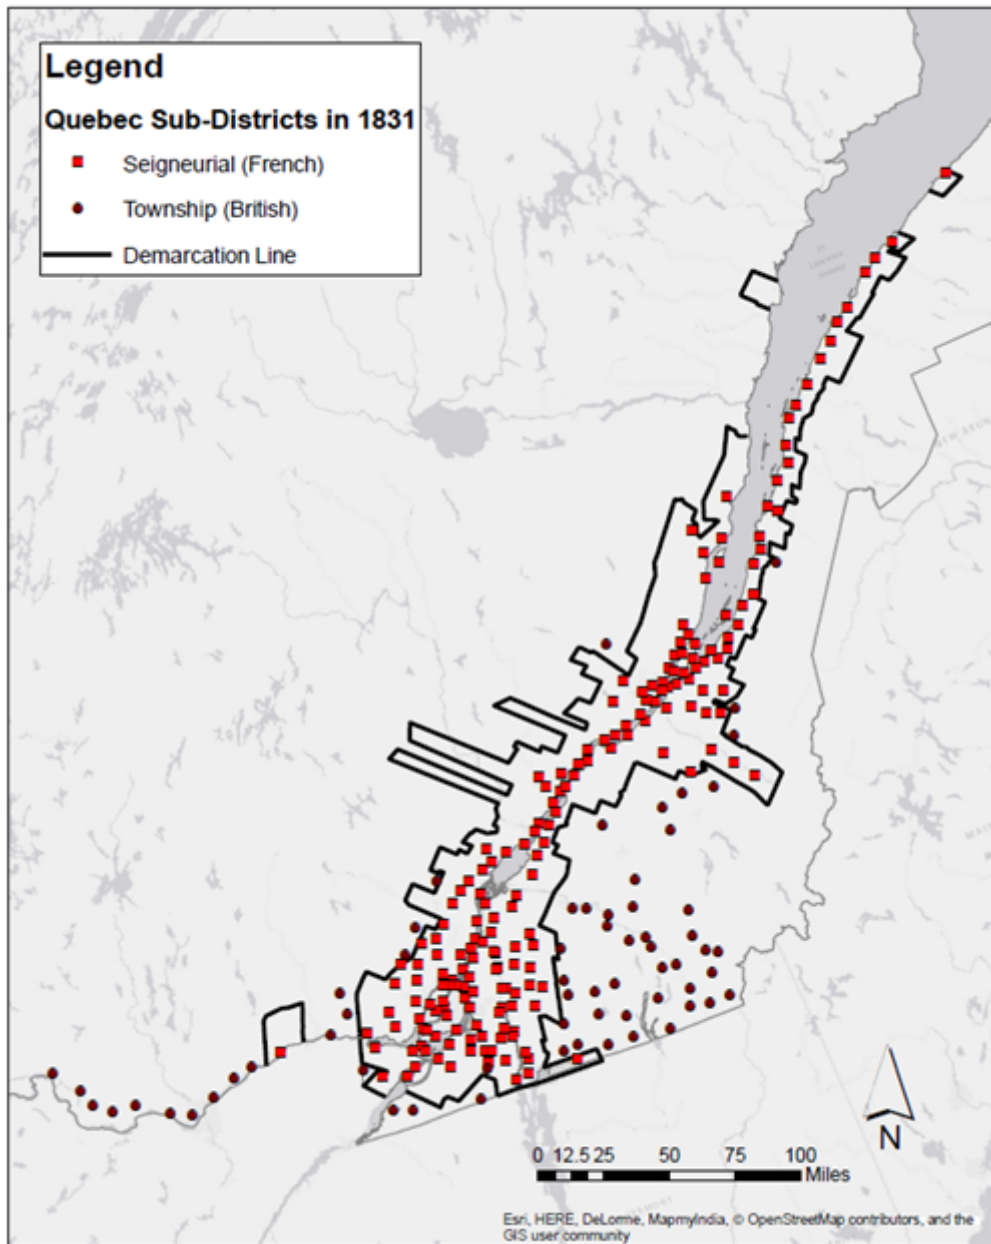 Legend
Quebec Sub-Districts in 1831
Seigneurial (French)
Township (British)
Demarcation Line
N
0 12.5 25 50 75 100
Miles
Esri, HERE, DeLorme, MapmyIndia, © OpenStreetMap contributors, and the
GIS user community